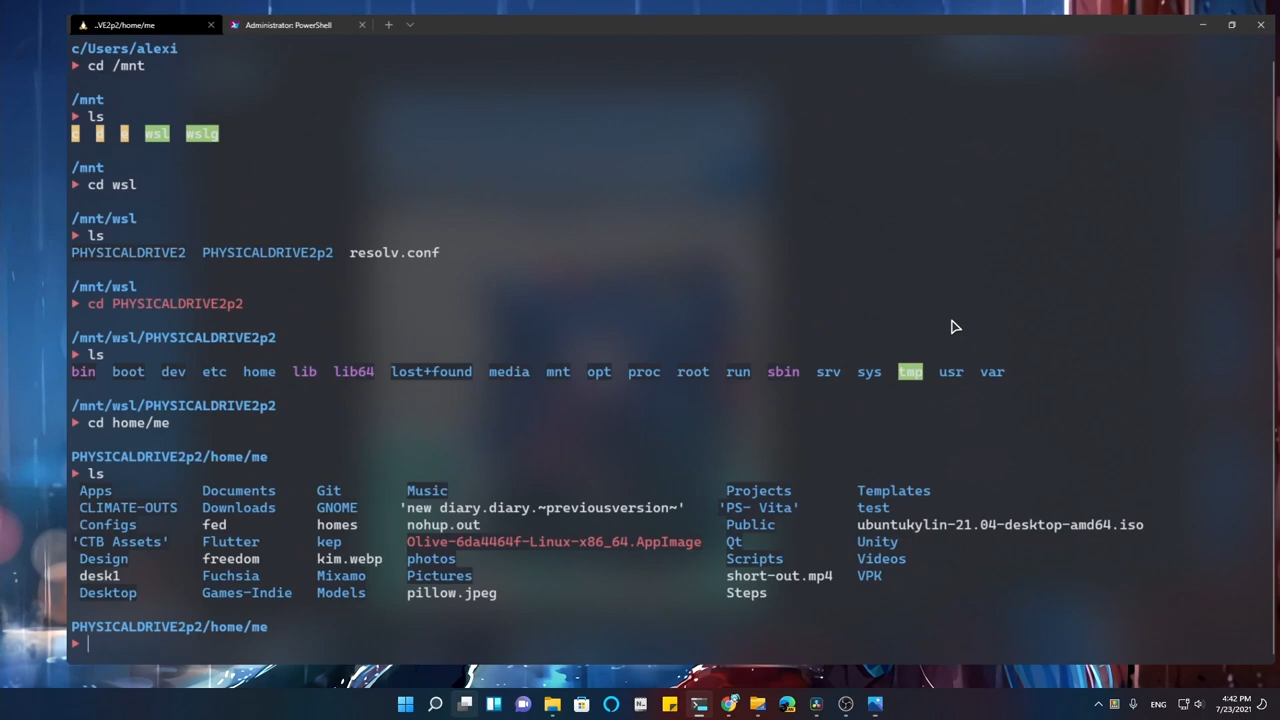 ..VE2p2/home/me
Administrator: PowerShell
c/Users/alexi
cd /mnt
/mnt
ls
c d e wsl wslg
/mnt
cd wsl
/mnt/wsl
ls
PHYSICALDRIVE2 PHYSICALDRIVE2p2 resolv.conf
/mnt/wsl
cd PHYSICALDRIVE2p2
/mnt/wsl/PHYSICALDRIVE2p2
ls
bin boot dev etc home lib lib64 lost+found media mnt opt proc root run sbin srv sys tmp usr var
/mnt/wsl/PHYSICALDRIVE2p2
cd home/me
PHYSICALDRIVE2p2/home/me
ls
Apps Documents Git Music Projects Templates
CLIMATE-OUTS Downloads GNOME 'new diary.diary.~previousversion~' 'PS- Vita' test
Configs fed homes nohup.out Public ubuntukylin-21.04-desktop-amd64.iso
'CTB Assets' Flutter kep Olive-6da4464f-Linux-x86_64.AppImage Qt Unity
Design freedom kim.webp photos Scripts Videos
desk1 Fuchsia Mixamo Pictures short-out.mp4 VPK
Desktop Games-Indie Models pillow.jpeg Steps
PHYSICALDRIVE2p2/home/me
ENG
4:42 PM
7/23/2021